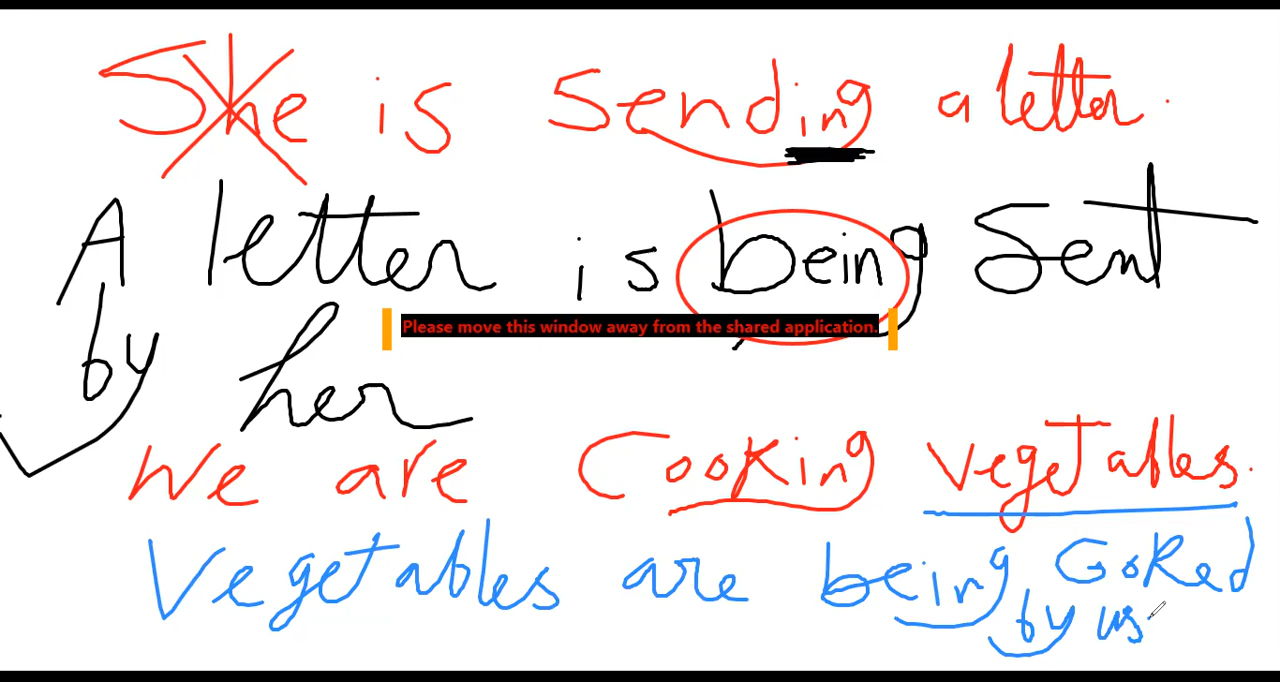 She is Sending a letter.
A letter is being Sent
Please move this window away from the shared application.
by her
We are Cooking vegetables.
Vegetables are being Cooked
by us